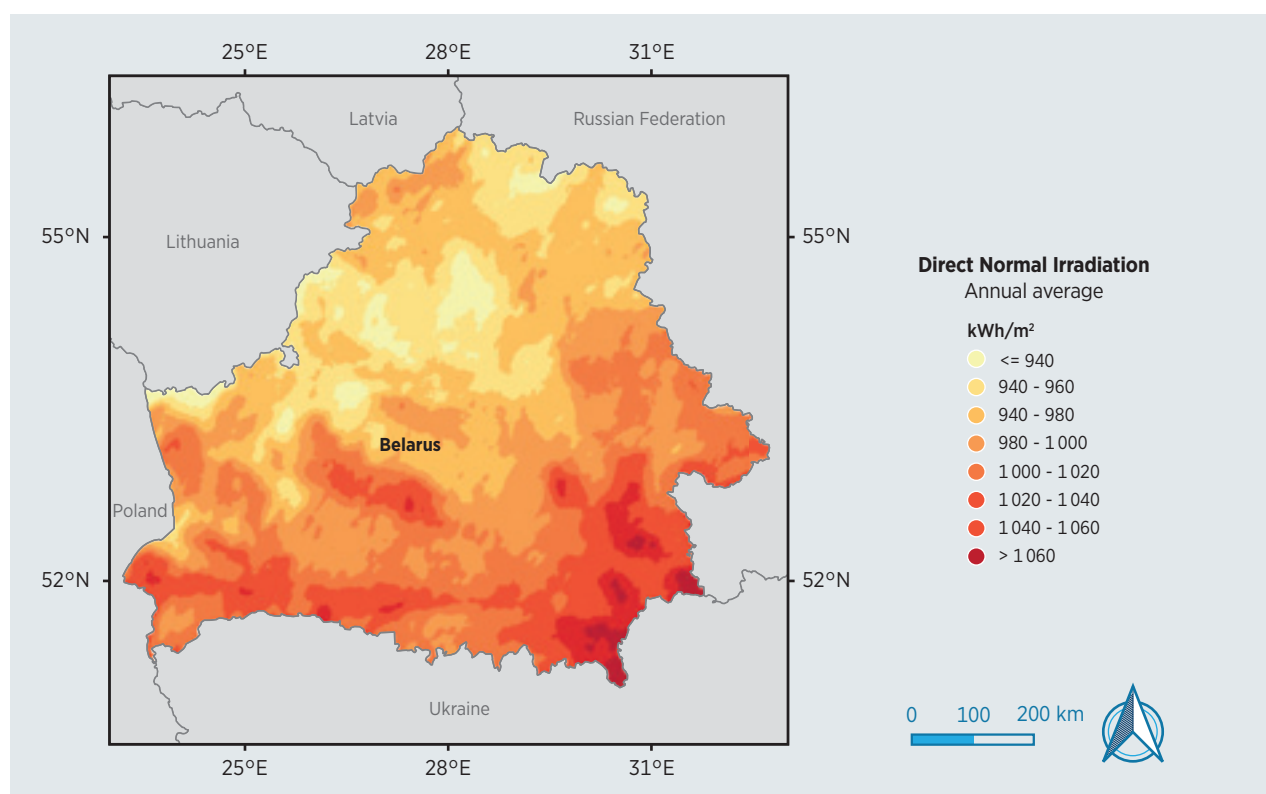 25°E 28°E 31°E
Latvia Russian Federation
55°N 55°N
Lithuania
Belarus
Poland
52°N 52°N
Ukraine
25°E 28°E 31°E
Direct Normal Irradiation
Annual average
kWh/m²
<= 940
940 - 960
940 - 980
980 - 1 000
1 000 - 1 020
1 020 - 1 040
1 040 - 1 060
> 1 060
0 100 200 km